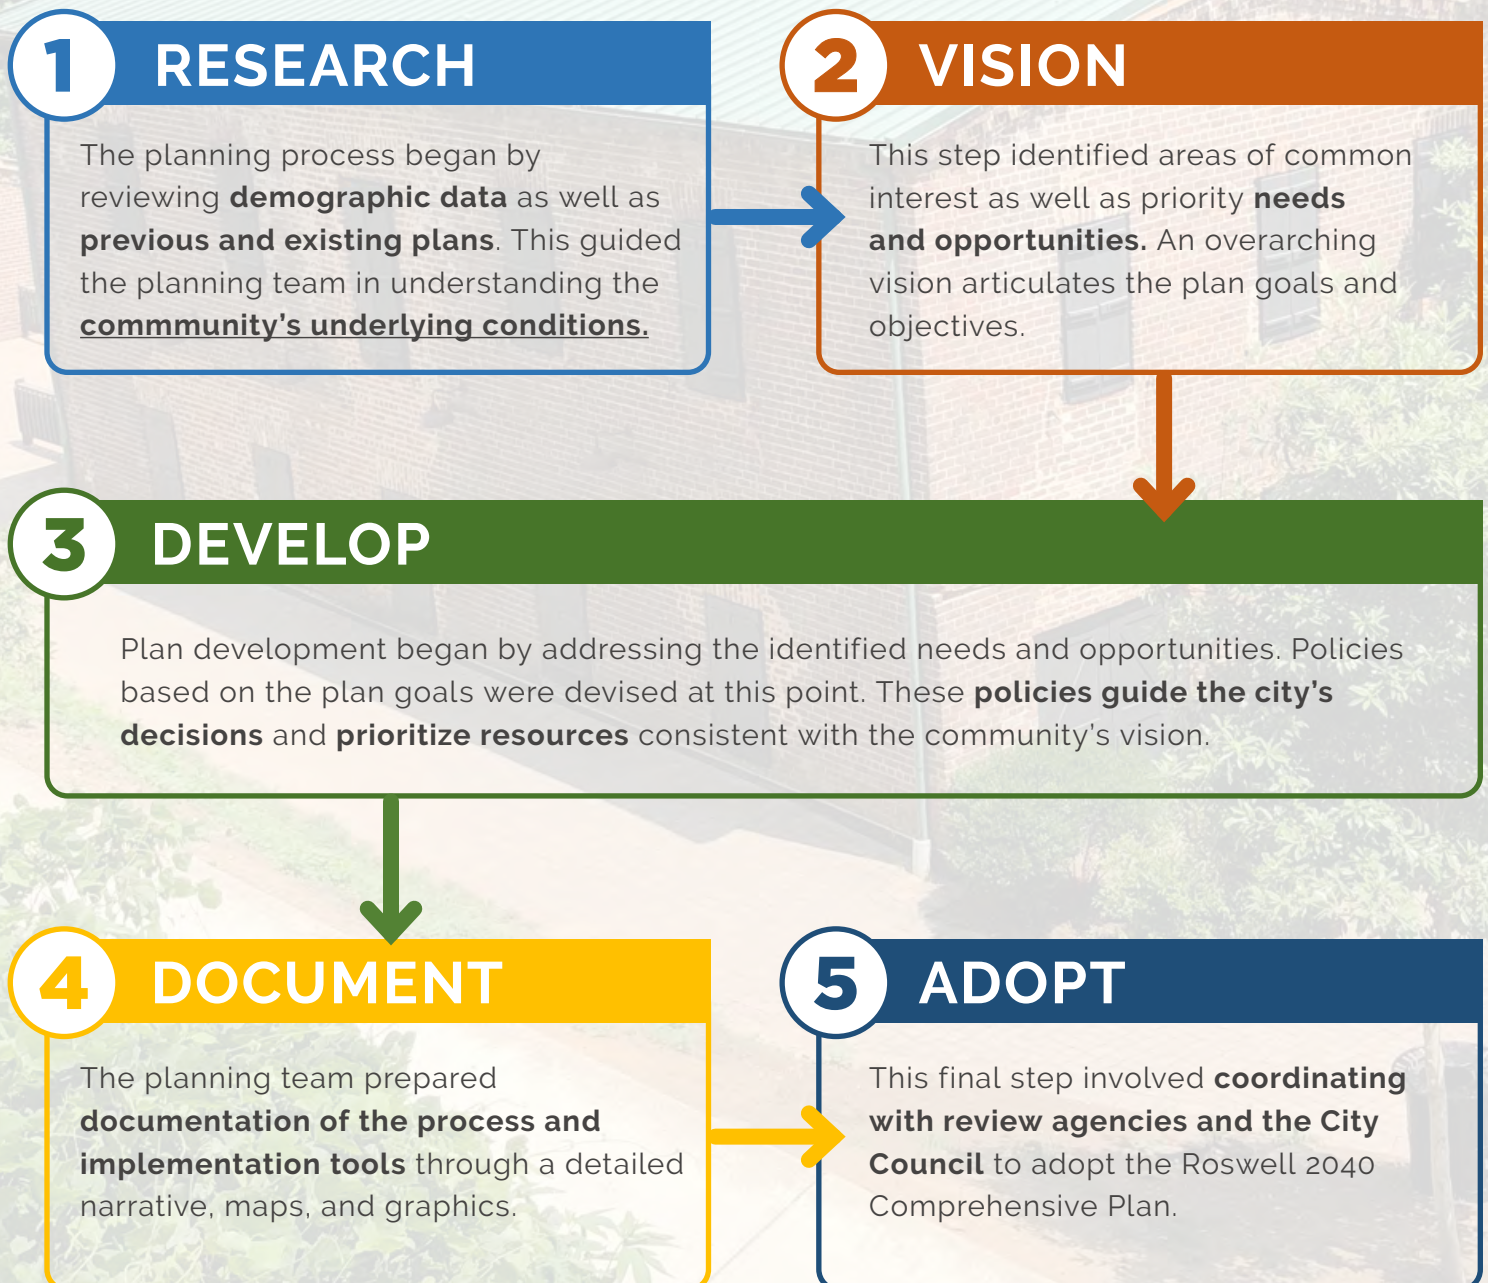 1 RESEARCH
The planning process began by
reviewing demographic data as well as
previous and existing plans. This guided
the planning team in understanding the
commmunity's underlying conditions.
2 VISION
This step identified areas of common
interest as well as priority needs
and opportunities. An overarching
vision articulates the plan goals and
objectives.
3 DEVELOP
Plan development began by addressing the identified needs and opportunities. Policies
based on the plan goals were devised at this point. These policies guide the city's
decisions and prioritize resources consistent with the community's vision.
4 DOCUMENT
The planning team prepared
documentation of the process and
implementation tools through a detailed
narrative, maps, and graphics.
5 ADOPT
This final step involved coordinating
with review agencies and the City
Council to adopt the Roswell 2040
Comprehensive Plan.